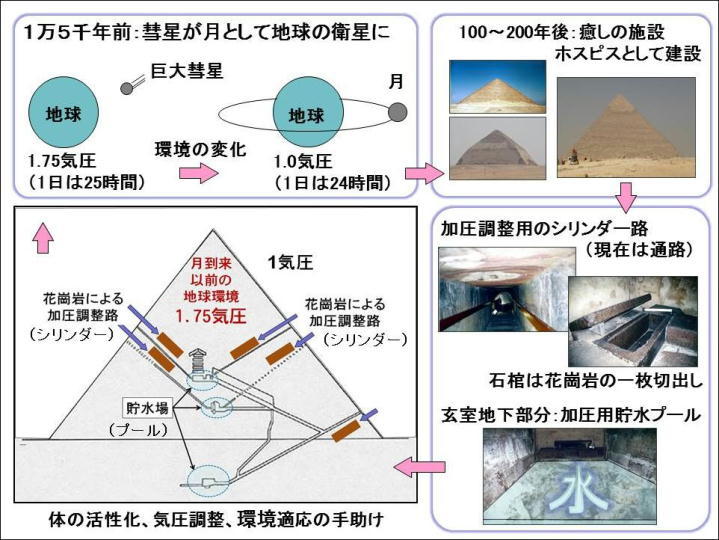 １万５千年前：彗星が月として地球の衛星に
巨大彗星
月
地球
地球
環境の変化
1.75気圧
（1日は25時間）
1.0気圧
（1日は24時間）
100～200年後：癒しの施設
ホスピスとして建設
加圧調整用のシリンダー路
（現在は通路）
石棺は花崗岩の一枚切出し
玄室地下部分：加圧用貯水プール
水
1気圧
月到来
以前の
地球環境
1.75気圧
花崗岩による
加圧調整路
（シリンダー）
花崗岩による
加圧調整路
（シリンダー）
貯水場
（プール）
体の活性化、気圧調整、環境適応の手助け